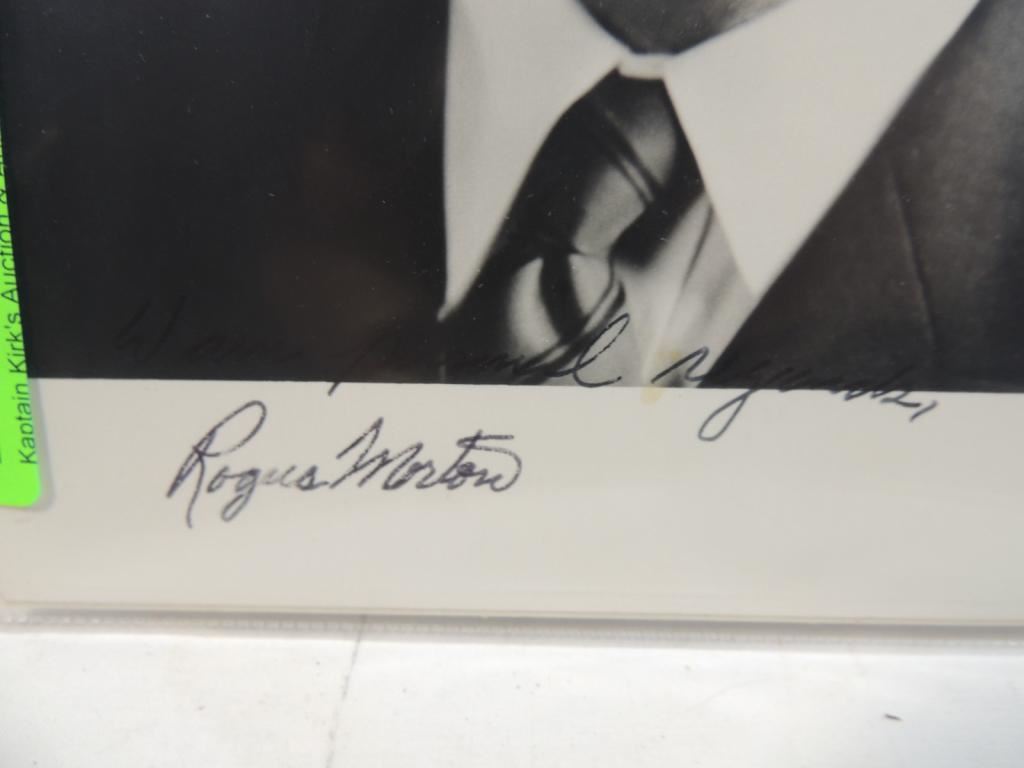 Kaptain Kirk's Auction &
Warm personal regards,
Rogers Morton